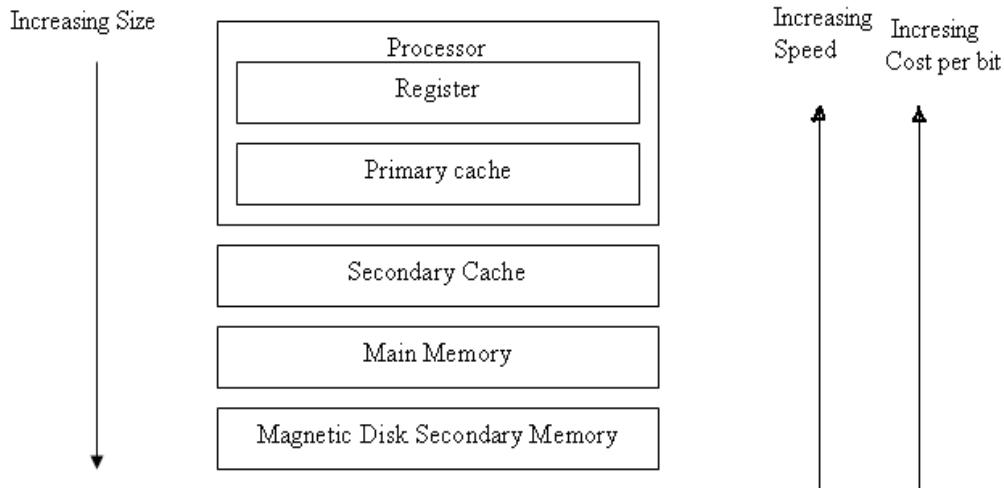 Increasing Size
Processor
Register
Primary cache
Secondary Cache
Main Memory
Magnetic Disk Secondary Memory
Increasing
Speed
Incresing
Cost per bit